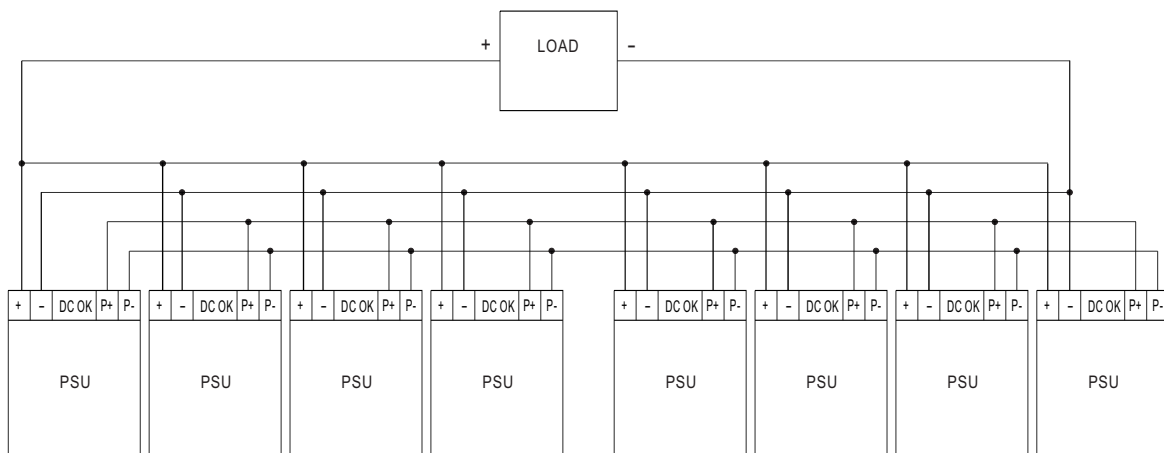 + LOAD –
+ – DC OK P+ P- + – DC OK P+ P- + – DC OK P+ P- + – DC OK P+ P- + – DC OK P+ P- + – DC OK P+ P- + – DC OK P+ P- + – DC OK P+ P-
PSU PSU PSU PSU PSU PSU PSU PSU